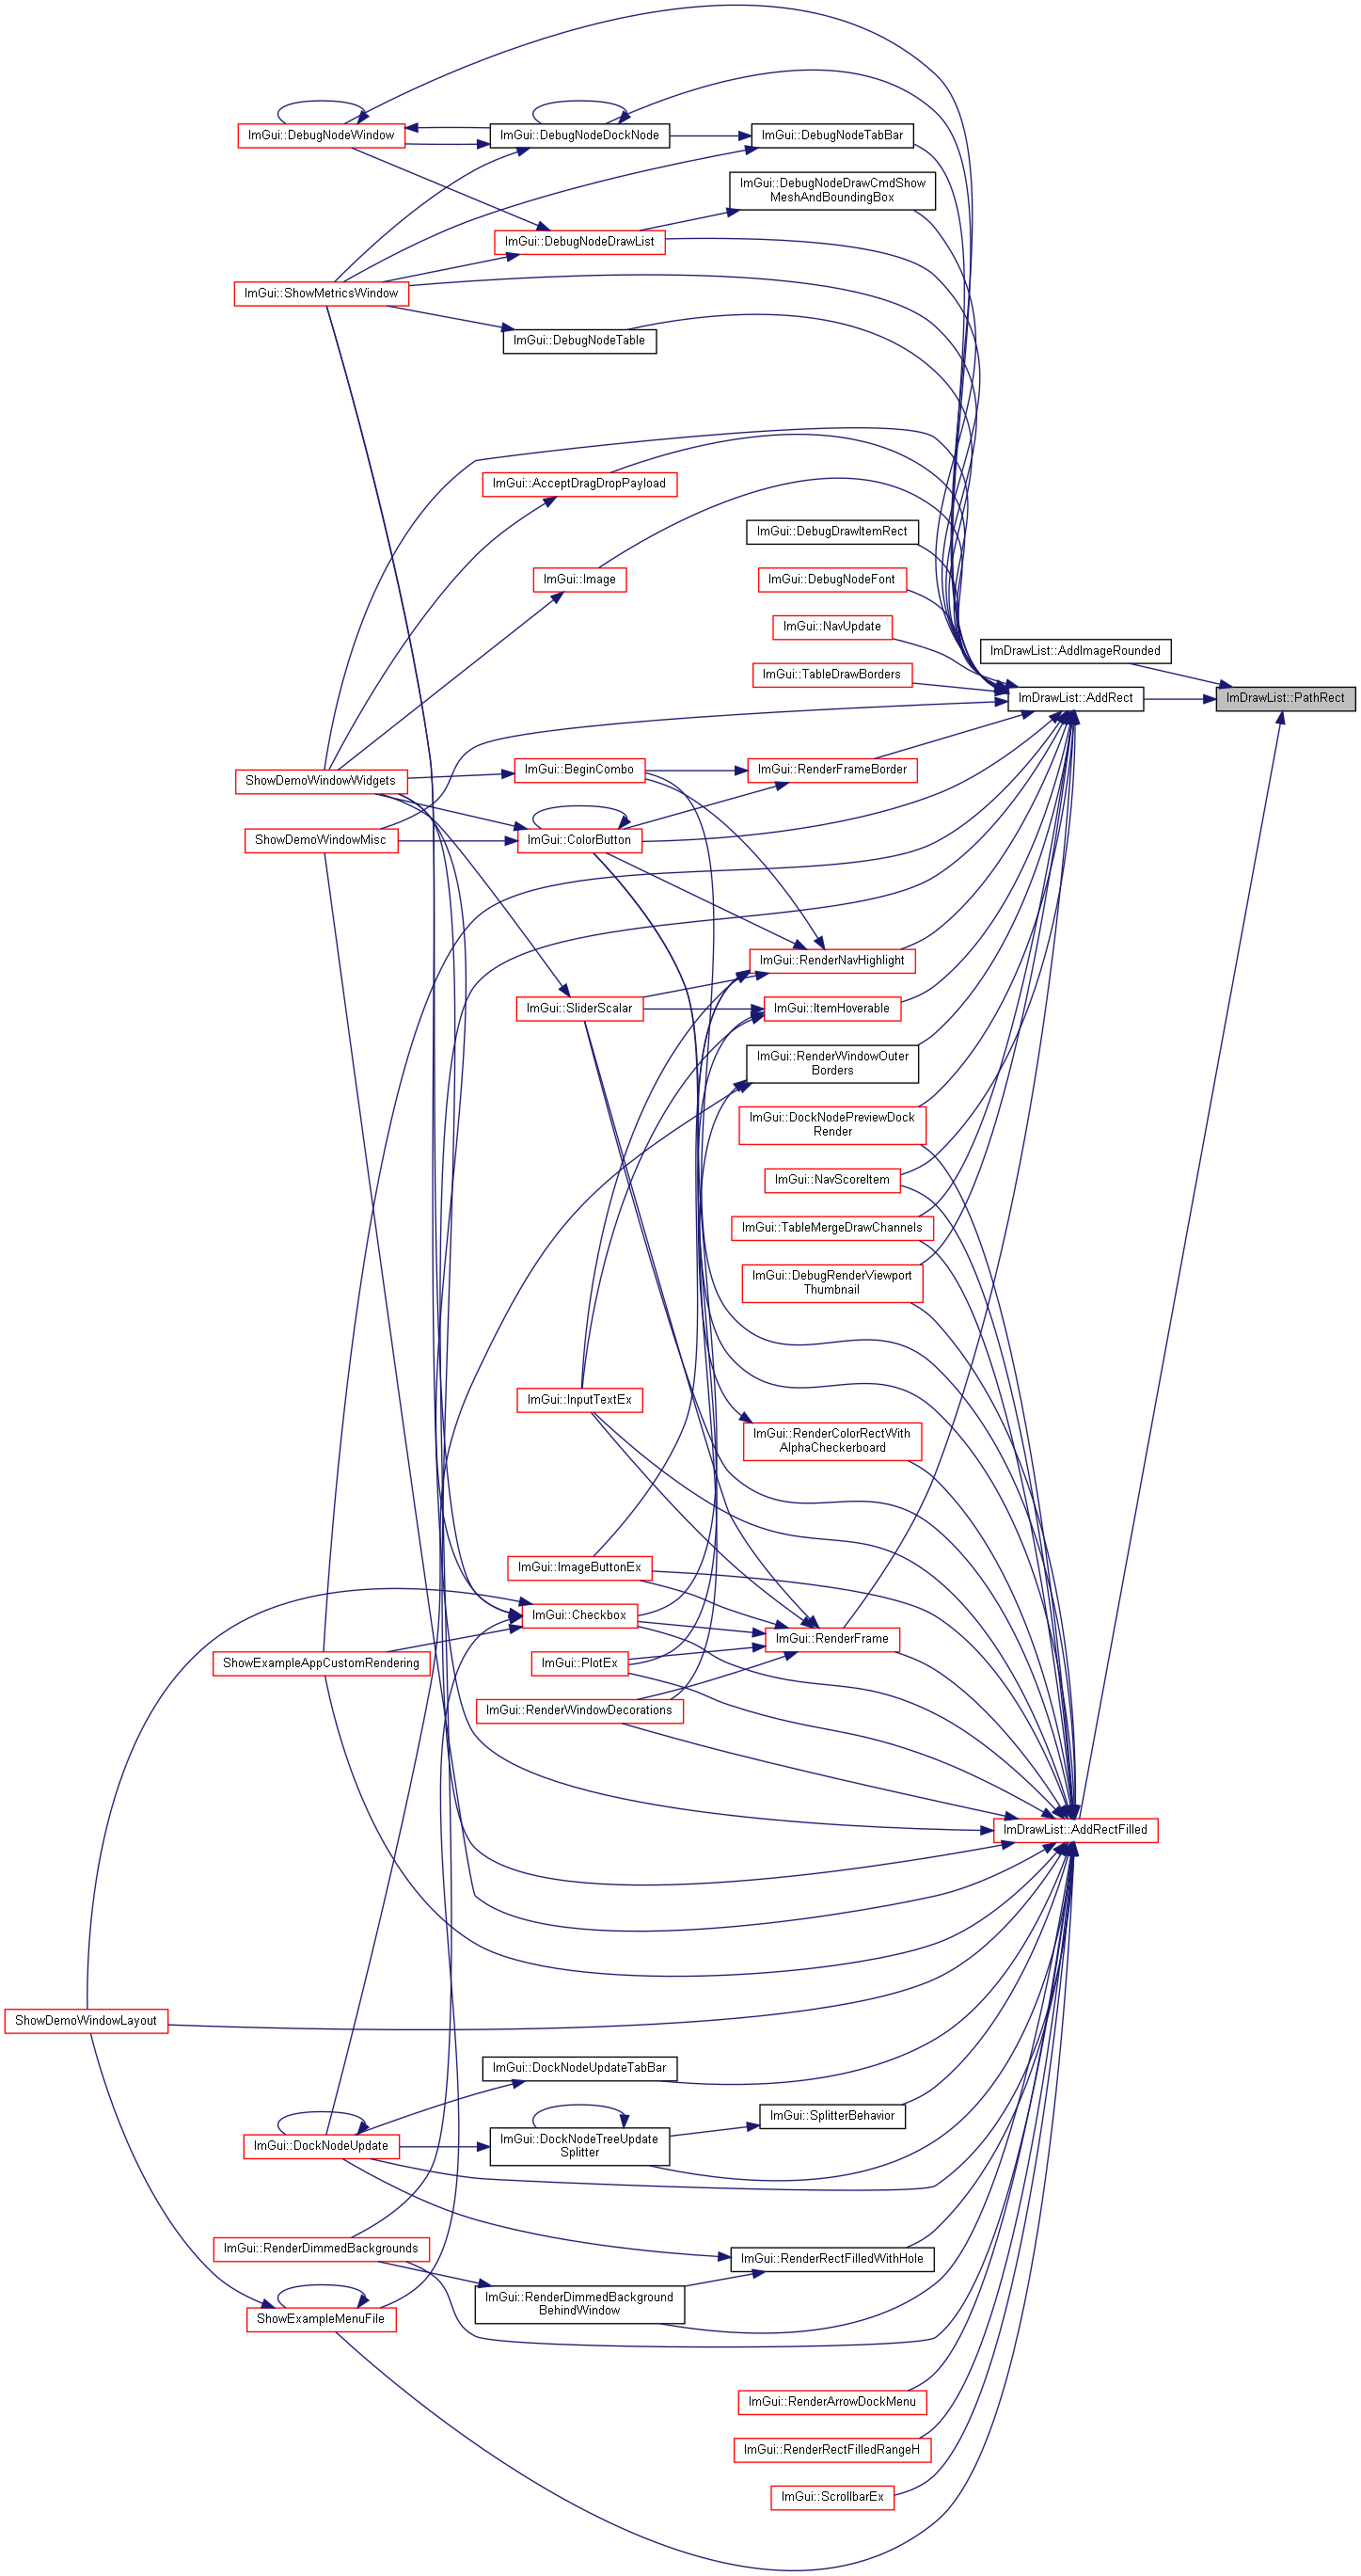 ImGui::DebugNodeWindow
ImGui::DebugNodeDockNode
ImGui::DebugNodeTabBar
ImGui::DebugNodeDrawCmdShow
MeshAndBoundingBox
ImGui::DebugNodeDrawList
ImGui::ShowMetricsWindow
ImGui::DebugNodeTable
ImGui::AcceptDragDropPayload
ImGui::DebugDrawItemRect
ImGui::Image
ImGui::DebugNodeFont
ImGui::NavUpdate
ImDrawList::AddImageRounded
ImGui::TableDrawBorders
ImDrawList::AddRect
ImDrawList::PathRect
ShowDemoWindowWidgets
ImGui::BeginCombo
ImGui::RenderFrameBorder
ShowDemoWindowMisc
ImGui::ColorButton
ImGui::RenderNavHighlight
ImGui::SliderScalar
ImGui::ItemHoverable
ImGui::RenderWindowOuter
Borders
ImGui::DockNodePreviewDock
Render
ImGui::NavScoreItem
ImGui::TableMergeDrawChannels
ImGui::DebugRenderViewport
Thumbnail
ImGui::InputTextEx
ImGui::RenderColorRectWith
AlphaCheckerboard
ImGui::ImageButtonEx
ImGui::Checkbox
ImGui::RenderFrame
ShowExampleAppCustomRendering
ImGui::PlotEx
ImGui::RenderWindowDecorations
ImDrawList::AddRectFilled
ShowDemoWindowLayout
ImGui::DockNodeUpdateTabBar
ImGui::SplitterBehavior
ImGui::DockNodeUpdate
ImGui::DockNodeTreeUpdate
Splitter
ImGui::RenderDimmedBackgrounds
ImGui::RenderRectFilledWithHole
ImGui::RenderDimmedBackground
BehindWindow
ShowExampleMenuFile
ImGui::RenderArrowDockMenu
ImGui::RenderRectFilledRangeH
ImGui::ScrollbarEx